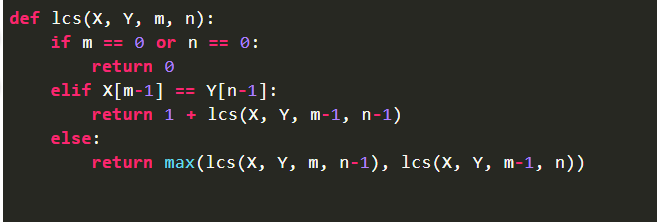 def lcs(X, Y, m, n):
    if m == 0 or n == 0:
        return 0
    elif X[m-1] == Y[n-1]:
        return 1 + lcs(X, Y, m-1, n-1)
    else:
        return max(lcs(X, Y, m, n-1), lcs(X, Y, m-1, n))